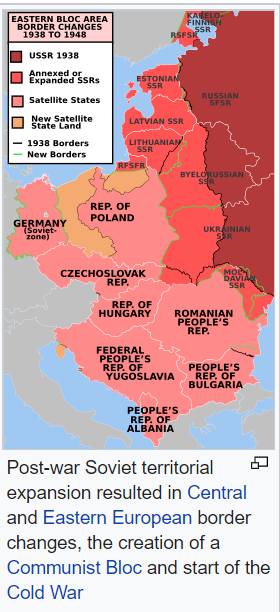 EASTERN BLOC AREA
BORDER CHANGES
1938 TO 1948
USSR 1938
Annexed or
Expanded SSRs
Satellite States
New Satellite
State Land
1938 Borders
New Borders
KARELO-
FINNISH
SSR
RSFSR
ESTONIAN
SSR
RUSSIAN
SFSR
LATVIAN SSR
LITHUANIAN
SSR
RFSFR
BYELORUSSIAN
SSR
REP. OF
POLAND
GERMANY
(Soviet-
zone)
UKRAINIAN
SSR
CZECHOSLOVAK
REP.
MOL-
DAVIAN
SSR
REP. OF
HUNGARY
ROMANIAN
PEOPLE'S
REP.
FEDERAL
PEOPLE'S
REP. OF
YUGOSLAVIA
PEOPLE'S
REP. OF
BULGARIA
PEOPLE'S
REP. OF
ALBANIA
Post-war Soviet territorial
expansion resulted in Central
and Eastern European border
changes, the creation of a
Communist Bloc and start of the
Cold War